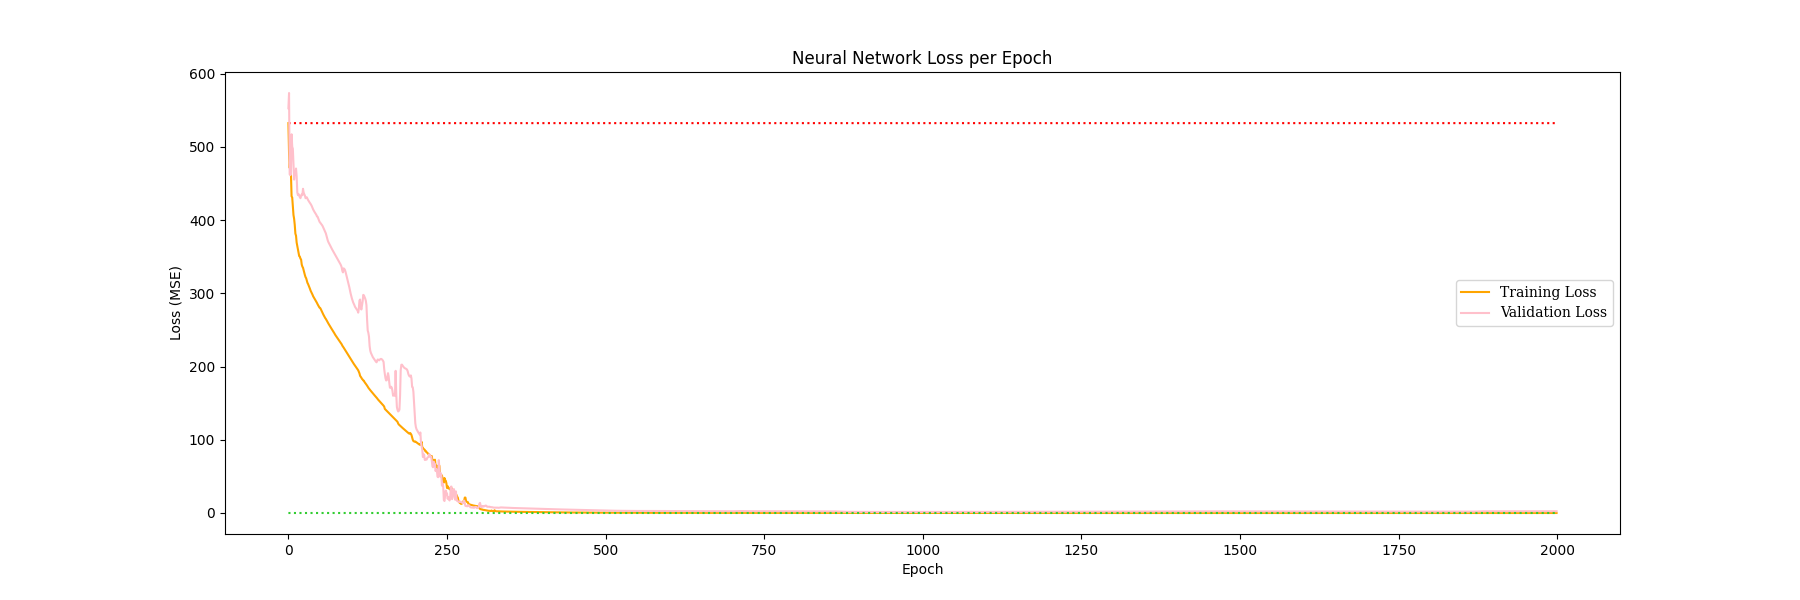 Neural Network Loss per Epoch
600
500
400
300
200
100
0
Loss (MSE)
Training Loss
Validation Loss
0 250 500 750 1000 1250 1500 1750 2000
Epoch